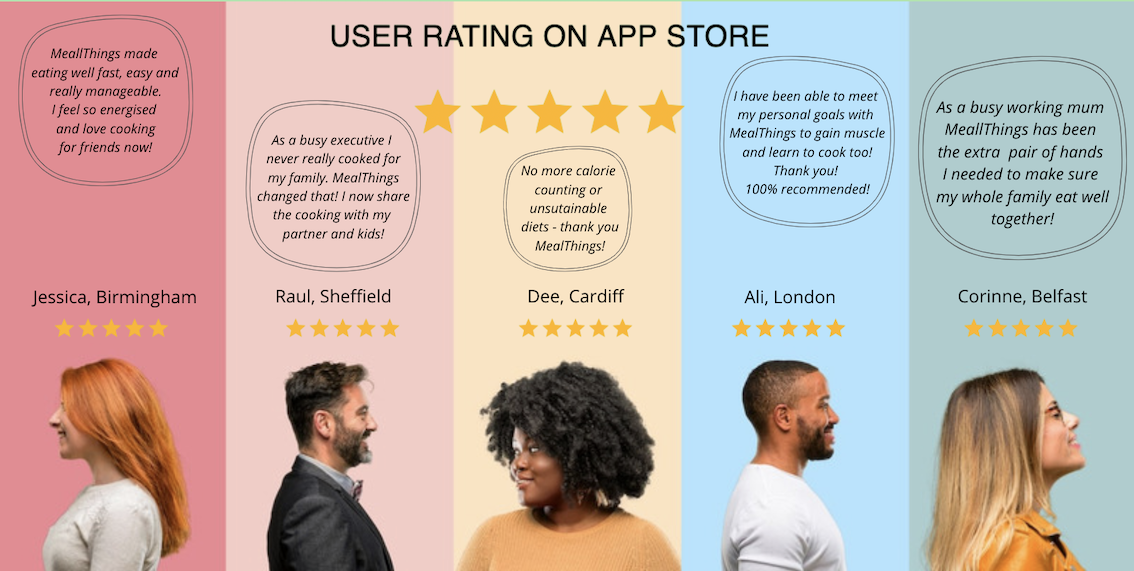 USER RATING ON APP STORE
MeallThings made
eating well fast, easy and
really manageable.
I feel so energised
and love cooking
for friends now!
As a busy executive I
never really cooked for
my family. MealThings
changed that! I now share
the cooking with my
partner and kids!
No more calorie
counting or
unsutainable
diets - thank you
MealThings!
I have been able to meet
my personal goals with
MealThings to gain muscle
and learn to cook too!
Thank you!
100% recommended!
As a busy working mum
MeallThings has been
the extra  pair of hands
I needed to make sure
my whole family eat well
together!
Jessica, Birmingham
Raul, Sheffield
Dee, Cardiff
Ali, London
Corinne, Belfast